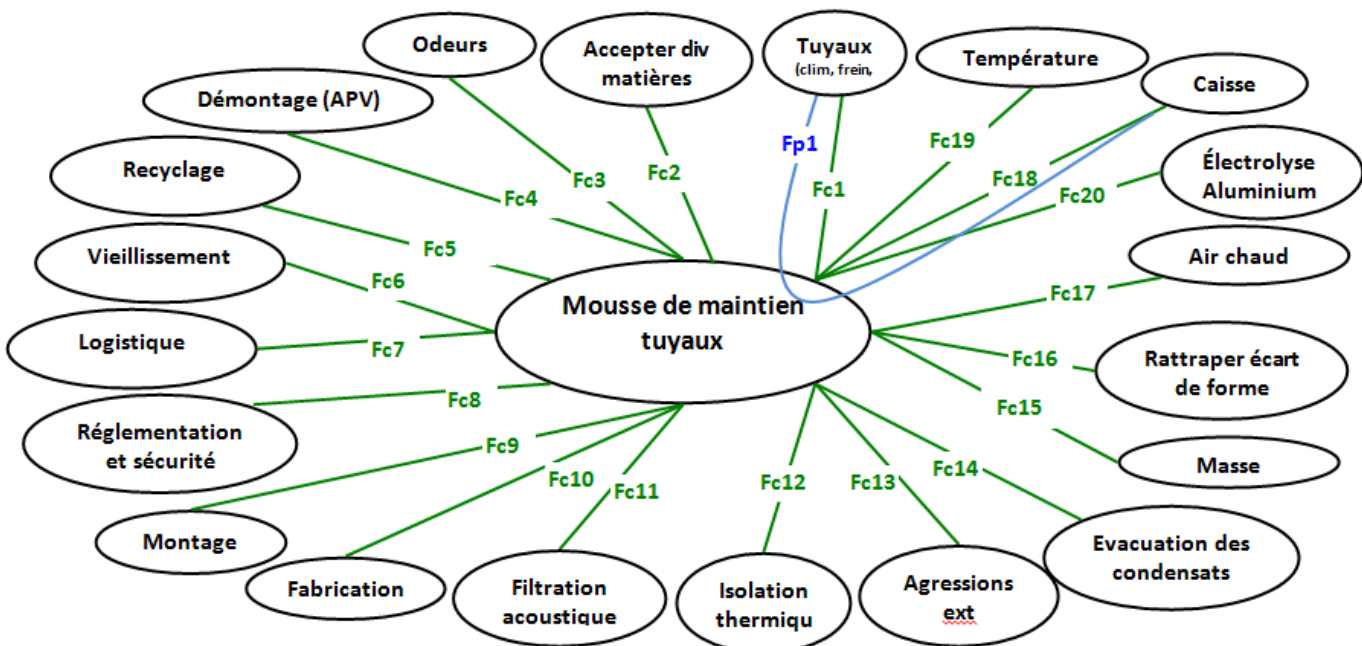 Odeurs
Accepter div
matières
Tuyaux
(clim, frein,
Température
Caisse
Démontage (APV)
Fp1
Fc19
Électrolyse
Aluminium
Recyclage
Fc4
Fc3
Fc2
Fc1
Fc18
Fc20
Vieillissement
Fc5
Air chaud
Fc6
Fc17
Mousse de maintien
tuyaux
Logistique
Fc7
Fc16
Rattraper écart
de forme
Fc8
Fc15
Réglementation
et sécurité
Fc9
Fc10
Fc11
Fc12
Fc13
Fc14
Masse
Montage
Fabrication
Filtration
acoustique
Isolation
thermiqu
Agressions
ext
Evacuation des
condensats